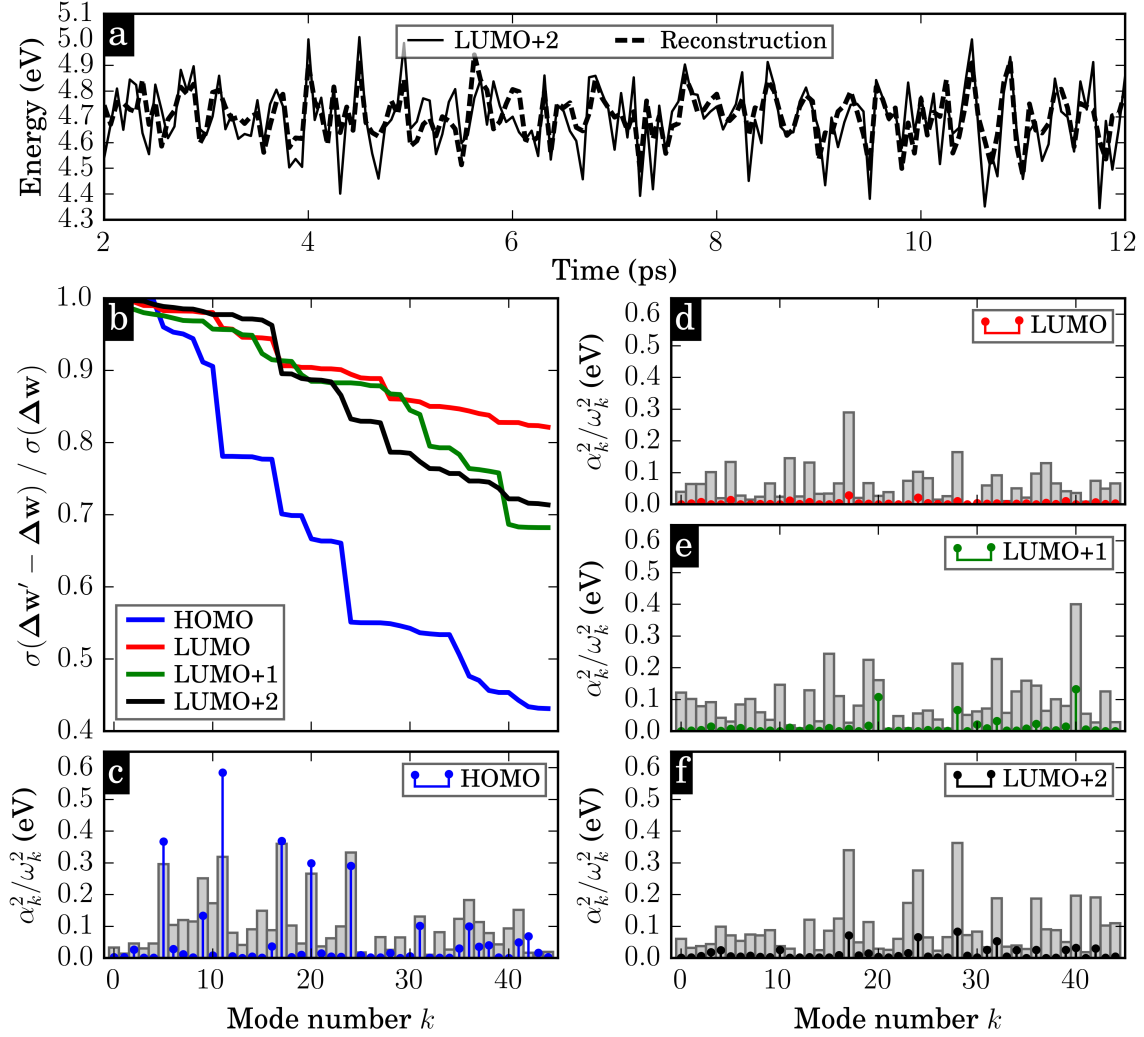 a
LUMO+2
Reconstruction
Energy (eV)
5.1
5.0
4.9
4.8
4.7
4.6
4.5
4.4
4.3
2
4
6
8
10
12
Time (ps)
b
σ(Δw′ − Δw) / σ(Δw)
1.0
0.9
0.8
0.7
0.6
0.5
0.4
HOMO
LUMO
LUMO+1
LUMO+2
c
HOMO
α²ₖ/ω²ₖ (eV)
0.6
0.5
0.4
0.3
0.2
0.1
0.0
0
10
20
30
40
Mode number k
d
LUMO
α²ₖ/ω²ₖ (eV)
0.6
0.5
0.4
0.3
0.2
0.1
0.0
e
LUMO+1
α²ₖ/ω²ₖ (eV)
0.6
0.5
0.4
0.3
0.2
0.1
0.0
f
LUMO+2
α²ₖ/ω²ₖ (eV)
0.6
0.5
0.4
0.3
0.2
0.1
0.0
0
10
20
30
40
Mode number k